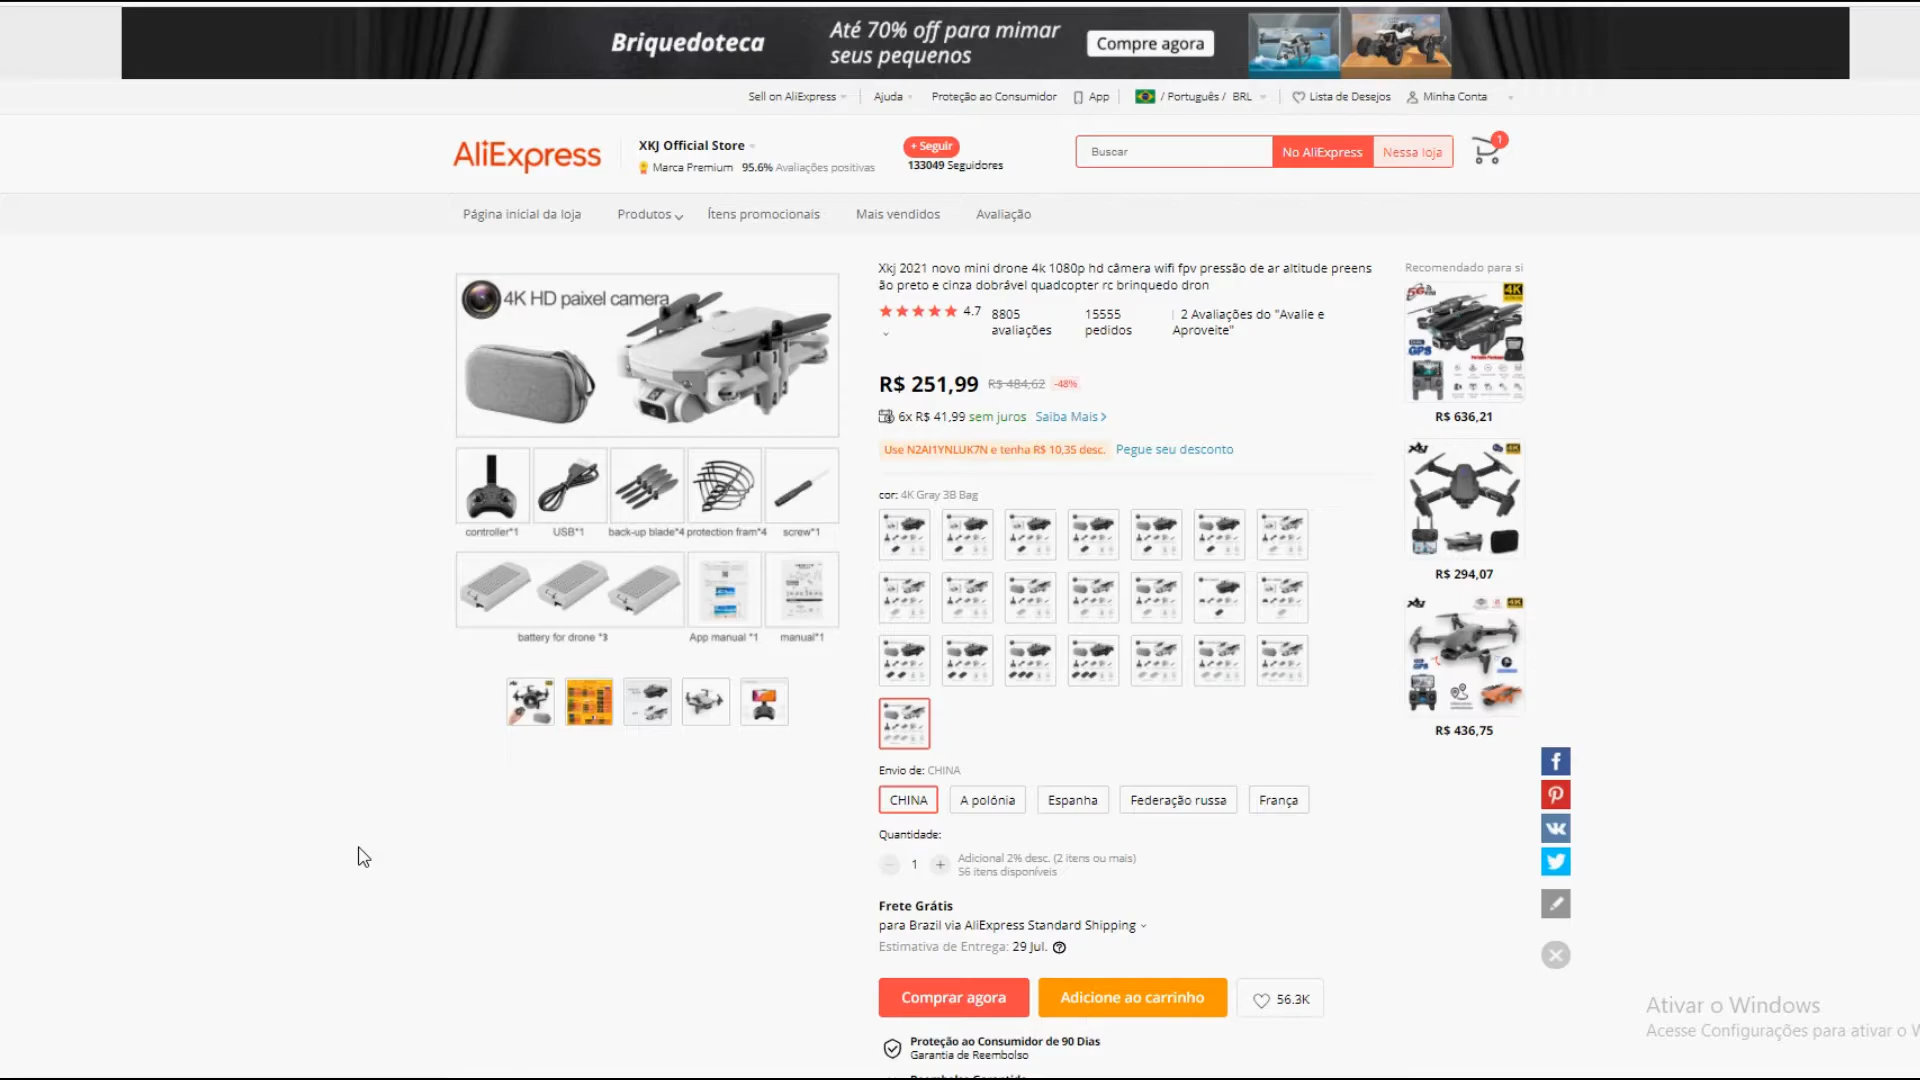 Briquedoteca
Até 70% off para mimar
seus pequenos
Compre agora
Sell on AliExpress
Ajuda
Proteção ao Consumidor
App
/ Português / BRL
Lista de Desejos
Minha Conta
AliExpress
XKJ Official Store
Marca Premium 95.6% Avaliações positivas
+ Seguir
133049 Seguidores
Buscar
No AliExpress
Nessa loja
1
Página inicial da loja
Produtos
Ítens promocionais
Mais vendidos
Avaliação
4K HD paixel camera
controller*1
USB*1
back-up blade*4
protection fram*4
screw*1
battery for drone *3
App manual *1
manual*1
Xkj 2021 novo mini drone 4k 1080p hd câmera wifi fpv pressão de ar altitude preens
ão preto e cinza dobrável quadcopter rc brinquedo dron
4.7
8805
avaliações
15555
pedidos
2 Avaliações do "Avalie e
Aproveite"
R$ 251,99 R$ 484,62 -48%
6x R$ 41,99 sem juros Saiba Mais
Use N2AI1YNLUK7N e tenha R$ 10,35 desc. Pegue seu desconto
cor: 4K Gray 3B Bag
Envio de: CHINA
CHINA
A polónia
Espanha
Federação russa
França
Quantidade:
1
Adicional 2% desc. (2 itens ou mais)
56 itens disponíveis
Frete Grátis
para Brazil via AliExpress Standard Shipping
Estimativa de Entrega: 29 Jul.
Comprar agora
Adicione ao carrinho
56.3K
Proteção ao Consumidor de 90 Dias
Garantia de Reembolso
Recomendado para si
5G
4K
GPS
R$ 636,21
4K
R$ 294,07
4K
GPS
R$ 436,75
Ativar o Windows
Acesse Configurações para ativar o W